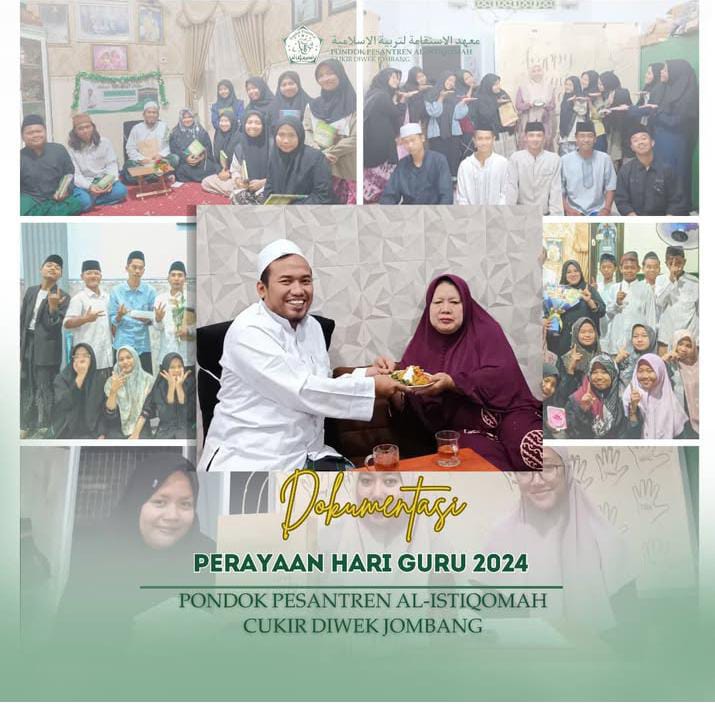 معهد الإستقامة لتربية الإسلامية
PONDOK PESANTREN AL-ISTIQOMAH
CUKIR DIWEK JOMBANG
Dokumentasi
PERAYAAN HARI GURU 2024
PONDOK PESANTREN AL-ISTIQOMAH
CUKIR DIWEK JOMBANG